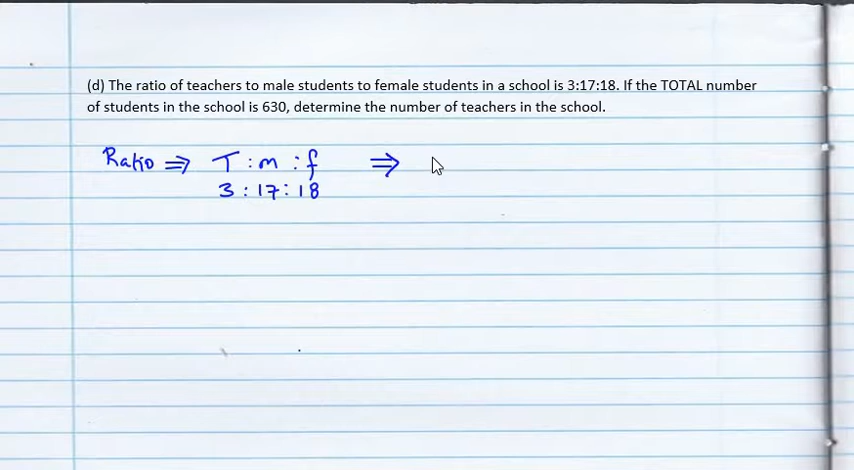 (d) The ratio of teachers to male students to female students in a school is 3:17:18. If the TOTAL number
of students in the school is 630, determine the number of teachers in the school.
Ratio ⇒ T : m : f ⇒
3 : 17 : 18